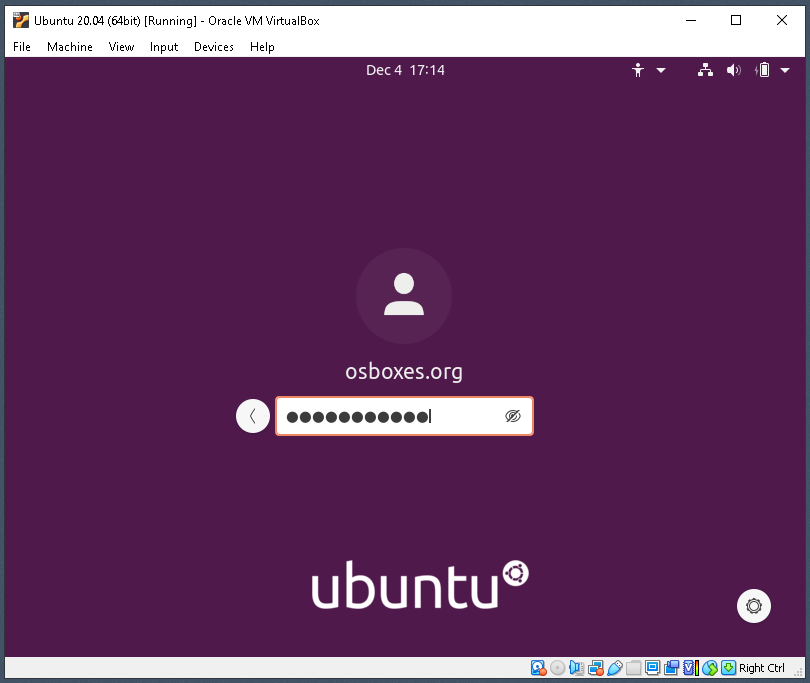 Ubuntu 20.04 (64bit) [Running] - Oracle VM VirtualBox
File Machine View Input Devices Help
Dec 4 17:14
osboxes.org
ubuntu
Right Ctrl